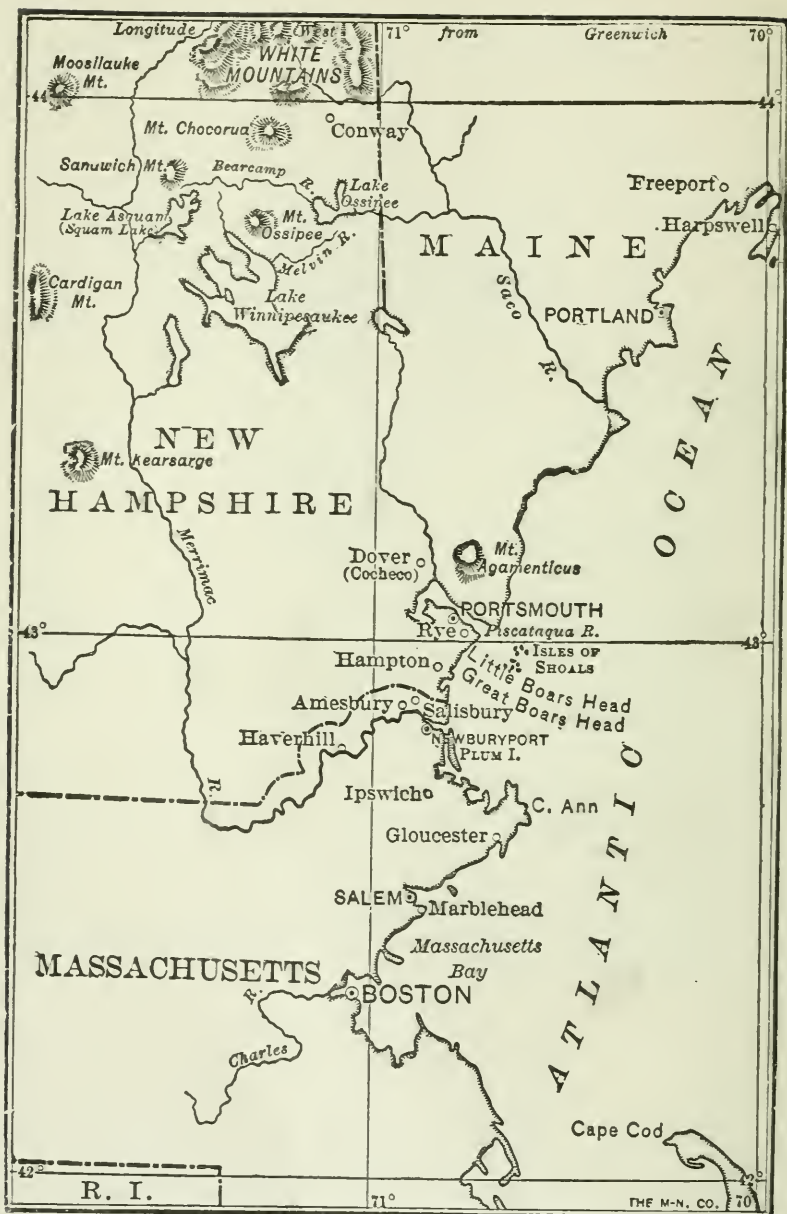 Longitude West 71° from Greenwich 70°
WHITE
MOUNTAINS
Moosilauke
Mt.
44° 44°
Mt. Chocorua
Conway
Sanuwich Mt.
Bearcamp R.
Lake
Ossipee
Freeport
Lake Asquan
(Squam Lake)
Mt.
Ossipee
Harpswell
MAINE
Melvin R.
Cardigan
Mt.
Lake
Winnipesaukee
Saco R.
PORTLAND
NEW
HAMPSHIRE
Mt. Kearsarge
OCEAN
Merrimac R.
Dover
(Cocheco)
Mt.
Agamenticus
PORTSMOUTH
Rye
Piscataqua R.
43° 43°
ISLES OF
SHOALS
Hampton
Little Boars Head
Great Boars Head
Amesbury
Salisbury
Haverhill
NEWBURYPORT
PLUM I.
Ipswich
C. Ann
Gloucester
ATLANTIC
SALEM
Marblehead
Massachusetts
Bay
MASSACHUSETTS
BOSTON
Charles R.
Cape Cod
42°
R. I.
71°
THE M-N. CO. 70°